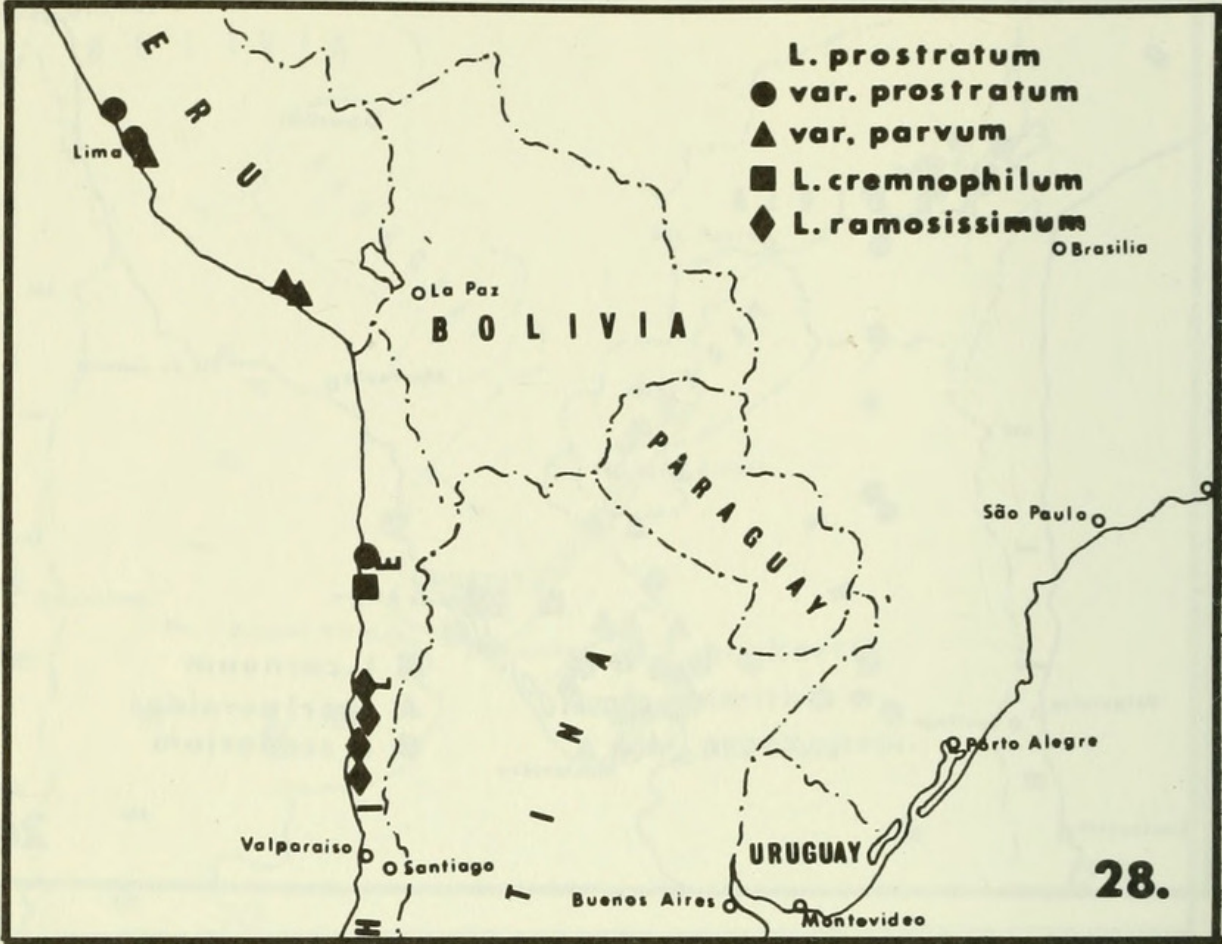 L. prostratum
var. prostratum
var. parvum
L. cremnophilum
L. ramosissimum
Brasilia
E R U
Lima
La Paz
BOLIVIA
PARAGUAY
São Paulo
E
L
I
H
N A
I
T
Porto Alegre
Valparaiso
Santiago
URUGUAY
Buenos Aires
Montevideo
28.